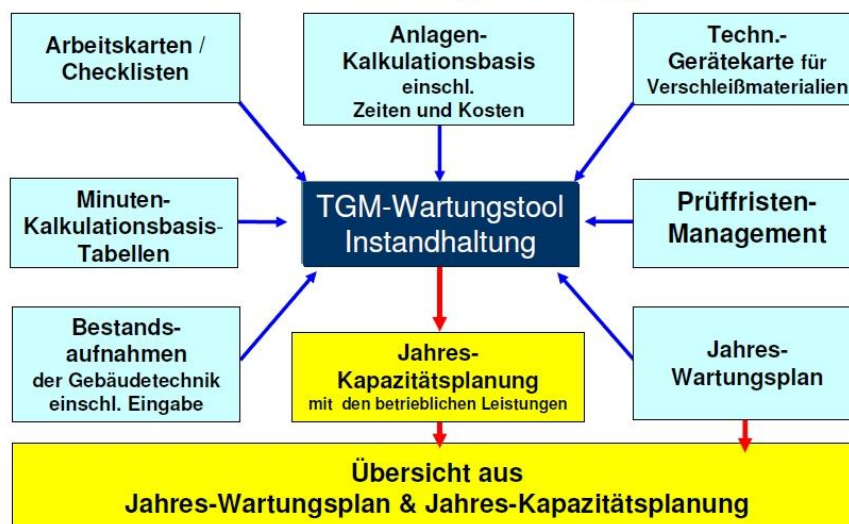 Arbeitskarten /
Checklisten
Anlagen-
Kalkulationsbasis
einschl.
Zeiten und Kosten
Techn.-
Gerätekarte für
Verschleißmaterialien
Minuten-
Kalkulationsbasis-
Tabellen
TGM-Wartungstool
Instandhaltung
Prüffristen-
Management
Bestands-
aufnahmen
der Gebäudetechnik
einschl. Eingabe
Jahres-
Kapazitätsplanung
mit den betrieblichen Leistungen
Jahres-
Wartungsplan
Übersicht aus
Jahres-Wartungsplan & Jahres-Kapazitätsplanung